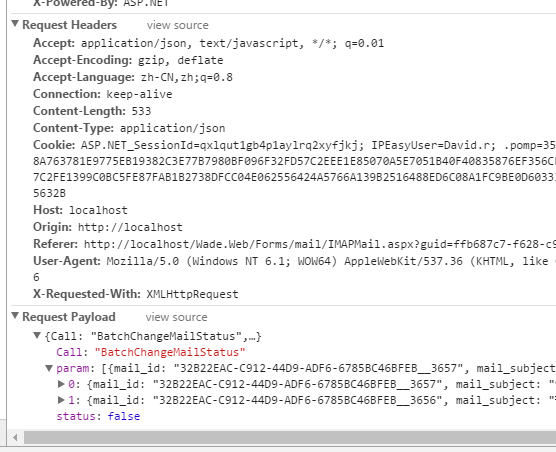 X-Powered-By: ASP.NET
Request Headers view source
Accept: application/json, text/javascript, */*; q=0.01
Accept-Encoding: gzip, deflate
Accept-Language: zh-CN,zh;q=0.8
Connection: keep-alive
Content-Length: 533
Content-Type: application/json
Cookie: ASP.NET_SessionId=qxlqut1gb4p1aylrq2xyfjkj; IPEasyUser=David.r; .pomp=35
8A763781E9775EB19382C3E77B7980BF096F32FD57C2EEE1E85070A5E7051B40F40835876EF356C
7C2FE1399C0BC5FE87FAB1B2738DFCC04E062556424A5766A139B2516488ED6C08A1FC9BE0D6033
5632B
Host: localhost
Origin: http://localhost
Referer: http://localhost/Wade.Web/Forms/mail/IMAPMail.aspx?guid=ffb687c7-f628-c9
User-Agent: Mozilla/5.0 (Windows NT 6.1; WOW64) AppleWebKit/537.36 (KHTML, like
6
X-Requested-With: XMLHttpRequest
Request Payload view source
{Call: "BatchChangeMailStatus",…}
Call: "BatchChangeMailStatus"
param: [{mail_id: "32B22EAC-C912-44D9-ADF6-6785BC46BFEB__3657", mail_subject
0: {mail_id: "32B22EAC-C912-44D9-ADF6-6785BC46BFEB__3657", mail_subject: "
1: {mail_id: "32B22EAC-C912-44D9-ADF6-6785BC46BFEB__3656", mail_subject: "
status: false